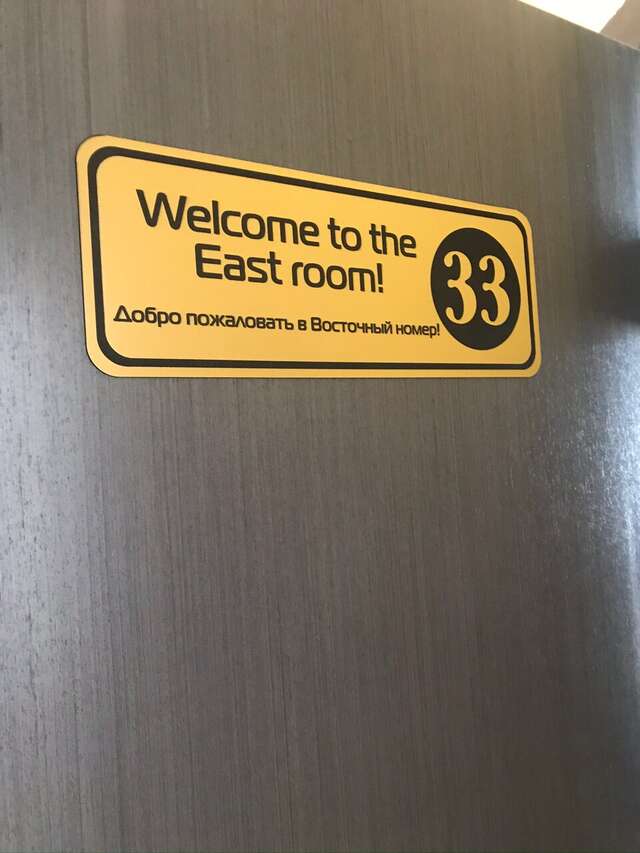 Welcome to the
East room!
Добро пожаловать в Восточный номер!
33